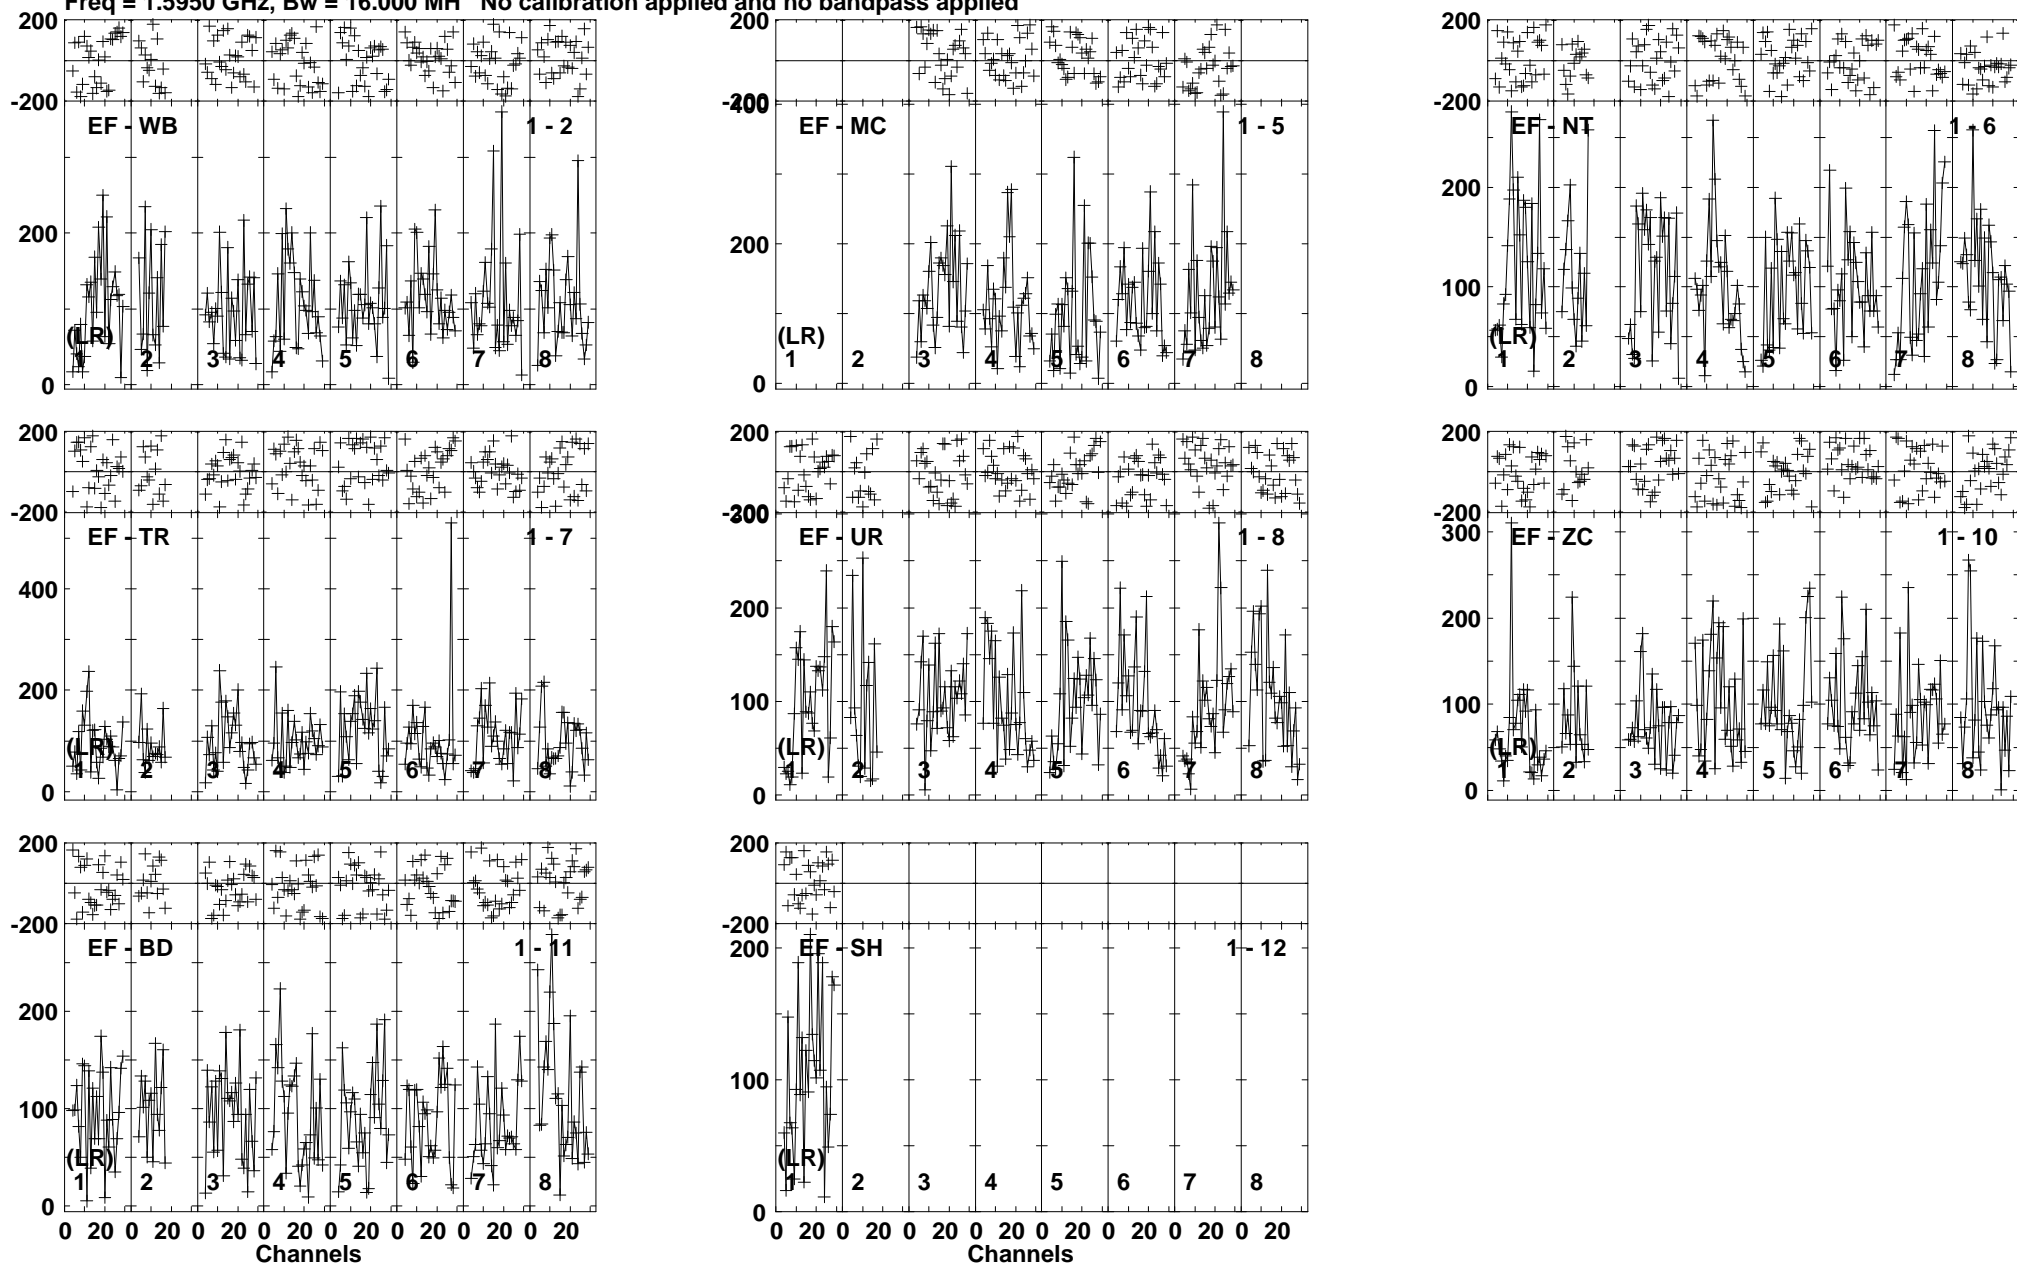 Freq = 1.5950 GHz, Bw = 16.000 MH No calibration applied and no bandpass applied
200 200
-200 -200 -200
400
EF - WB 1 - 2 EF - MC 1 - 5 EF - NT 1 - 6
200 200 200
100
(LR) (LR) (LR)
1 2 3 4 5 6 7 8 1 2 3 4 5 6 7 8 1 2 3 4 5 6 7 8
0 0 0
200 200 200
-200 -200 -200
300 300
EF - TR 1 - 7 EF - UR 1 - 8 EF - ZC 1 - 10
400 200 200
200 100 100
(LR) (LR) (LR)
1 2 3 4 5 6 7 8 1 2 3 4 5 6 7 8 1 2 3 4 5 6 7 8
0 0 0
200 200
-200 -200
EF - BD 1 - 11 EF - SH 1 - 12
200 200
100 100
(LR) (LR)
1 2 3 4 5 6 7 8 1 2 3 4 5 6 7 8
0 0
0 20 0 20 0 20 0 20 0 20 0 20 0 20 0 20 0 20 0 20 0 20 0 20 0 20 0 20 0 20 0 20
Channels Channels